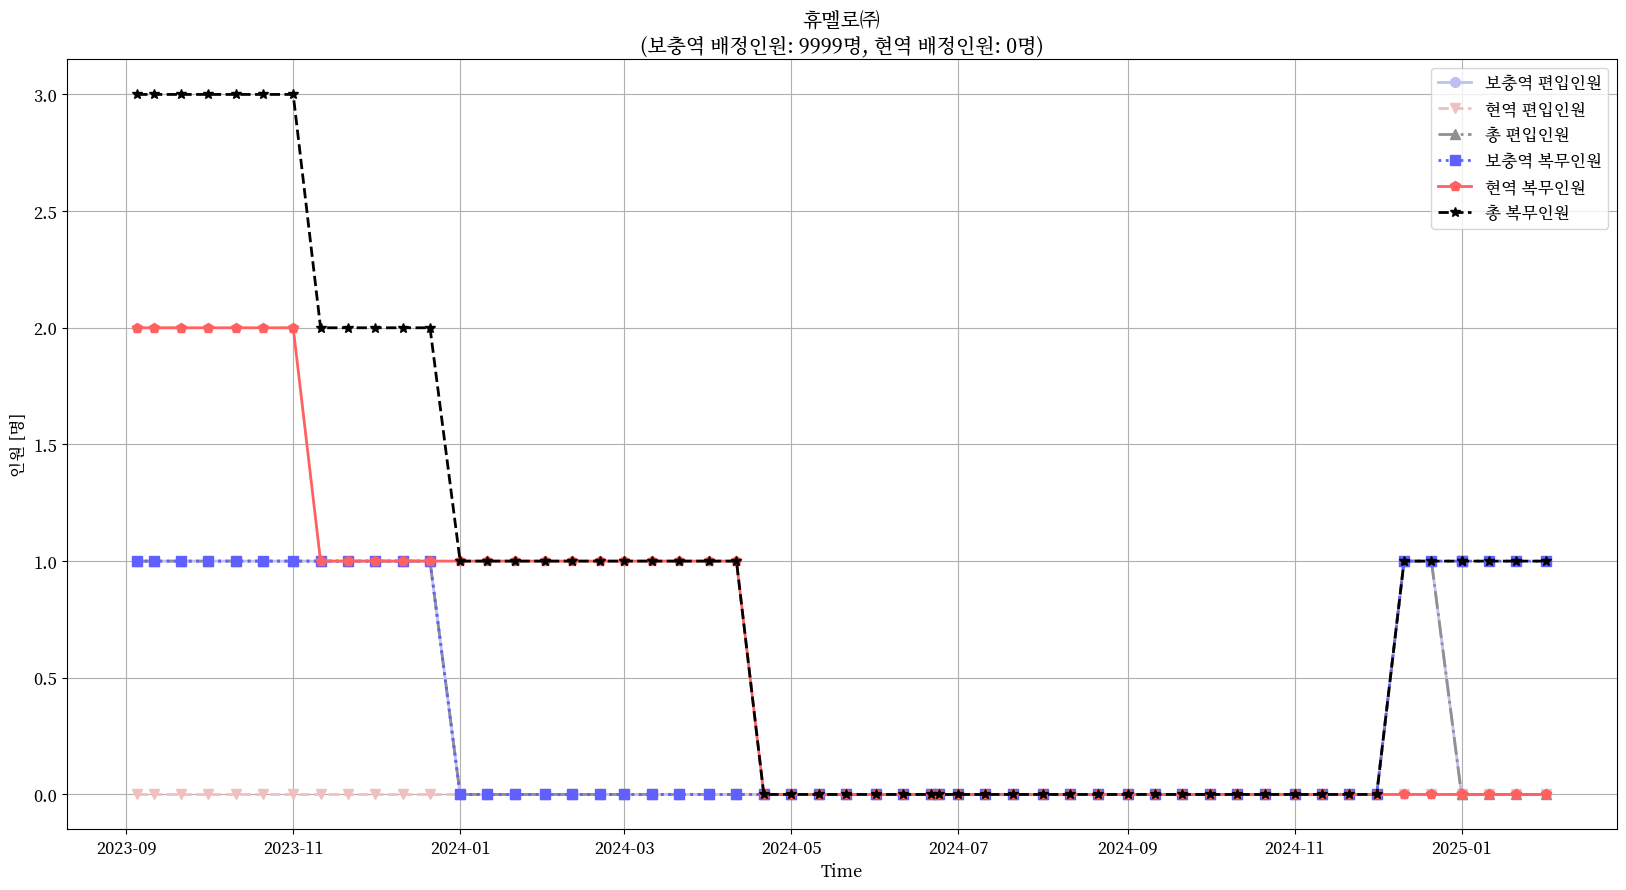 휴멜로㈜
(보충역 배정인원: 9999명, 현역 배정인원: 0명)
보충역 편입인원
현역 편입인원
총 편입인원
보충역 복무인원
현역 복무인원
총 복무인원
3.0
2.5
2.0
1.5
1.0
0.5
0.0
인원 [명]
2023-09
2023-11
2024-01
2024-03
2024-05
2024-07
2024-09
2024-11
2025-01
Time